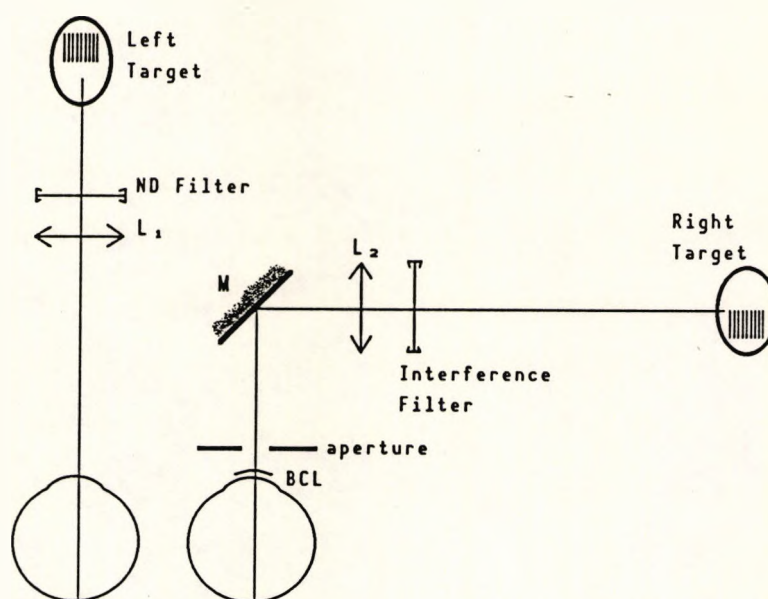 Left
Target
ND Filter
L₁
Right
Target
L₂
M
Interference
Filter
aperture
BCL